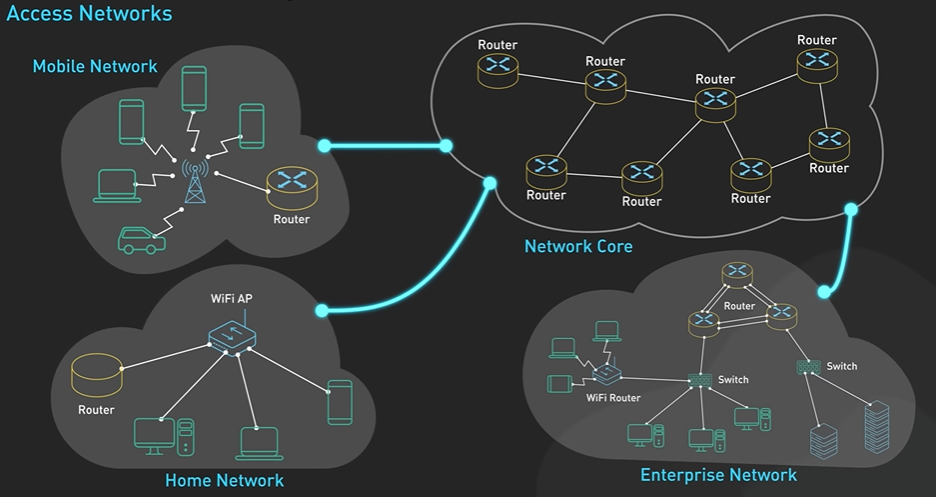 Access Networks
Mobile Network
Router
Router
Router
Router
Router
Router
Router
Router
Router
Network Core
WiFi AP
Router
Home Network
Router
Switch
Switch
WiFi Router
Enterprise Network